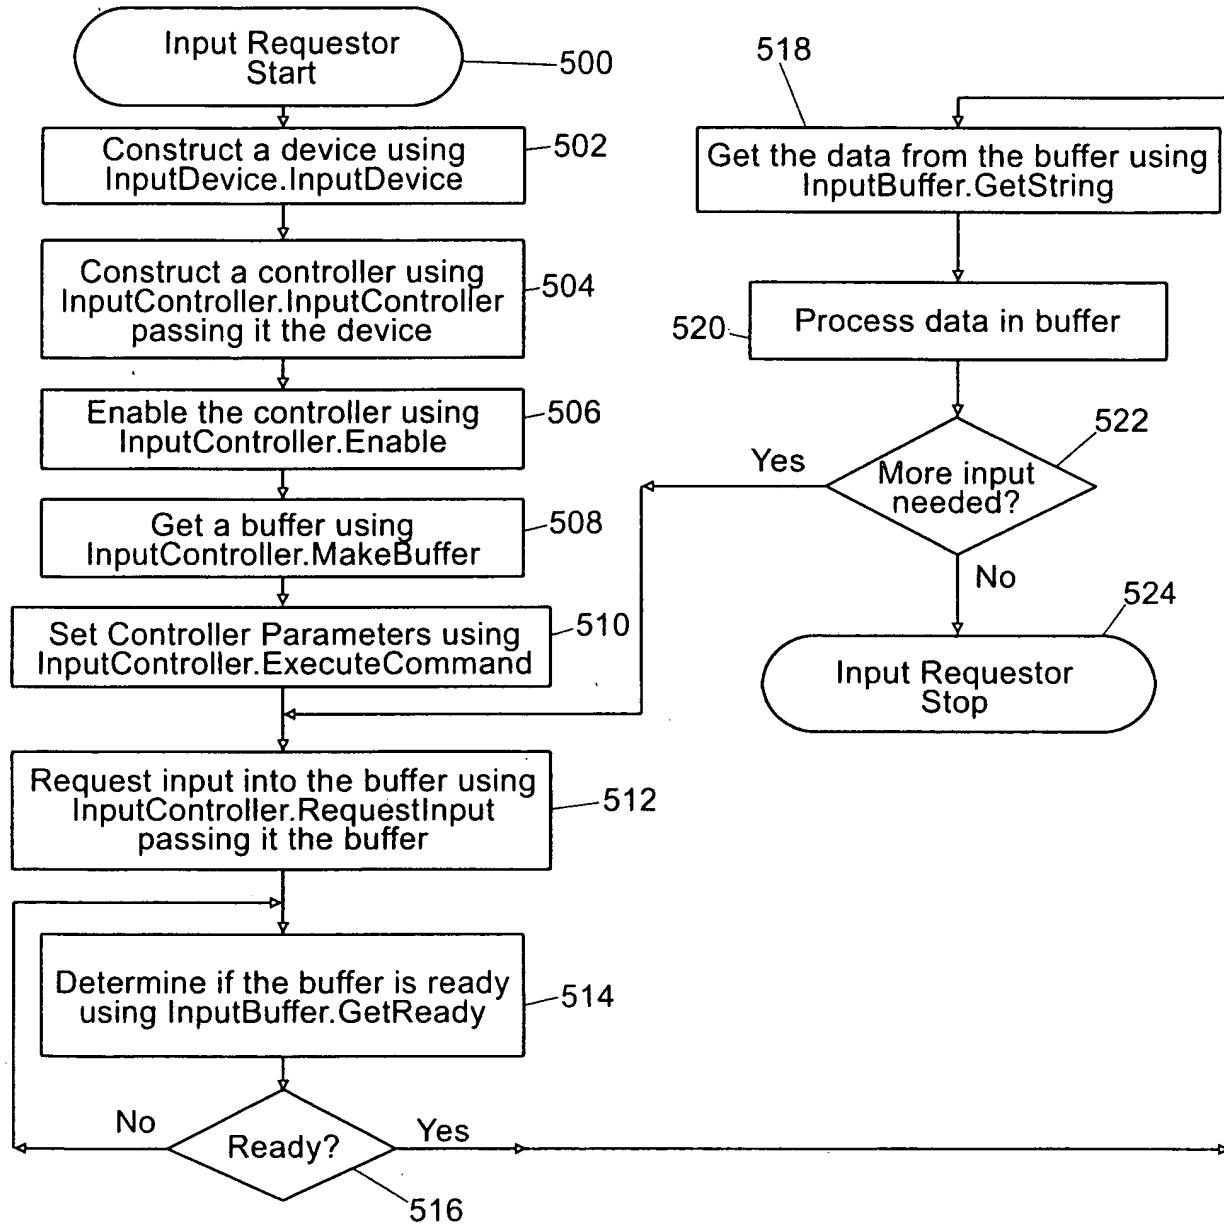 Input Requestor
Start
500
Construct a device using
InputDevice.InputDevice
502
Construct a controller using
InputController.InputController
passing it the device
504
Enable the controller using
InputController.Enable
506
Get a buffer using
InputController.MakeBuffer
508
Set Controller Parameters using
InputController.ExecuteCommand
510
Request input into the buffer using
InputController.RequestInput
passing it the buffer
512
Determine if the buffer is ready
using InputBuffer.GetReady
514
No
Ready?
Yes
516
518
Get the data from the buffer using
InputBuffer.GetString
Process data in buffer
520
Yes
More input
needed?
522
No
524
Input Requestor
Stop